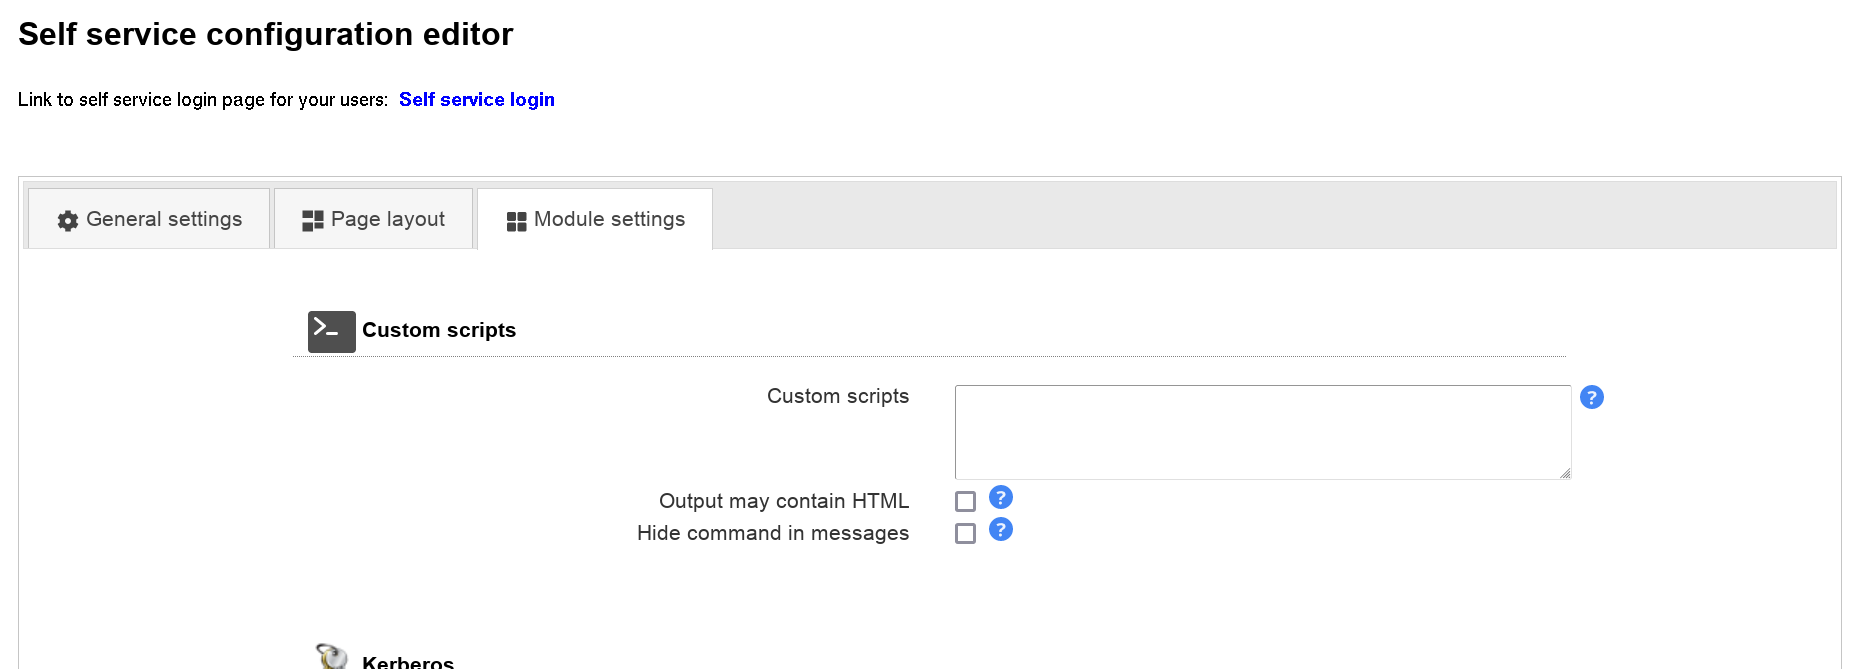 Self service configuration editor
Link to self service login page for your users: Self service login
General settings Page layout Module settings
Custom scripts
Custom scripts
Output may contain HTML
Hide command in messages
Kerberos